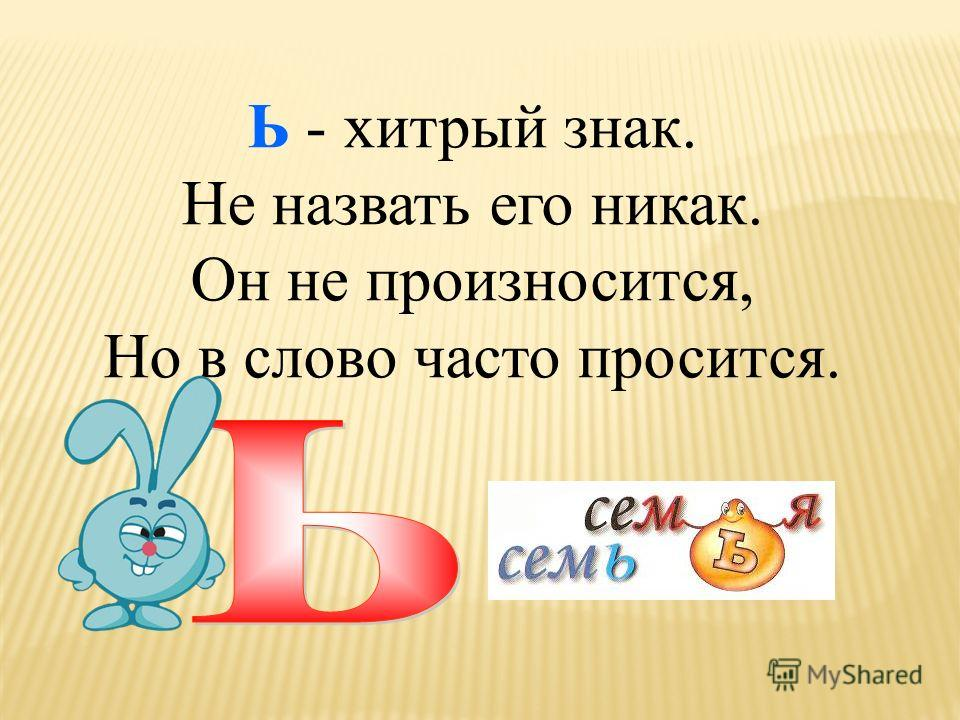 Ь - хитрый знак.
Не назвать его никак.
Он не произносится,
Но в слово часто просится.
Ь
семья
семь
MyShared